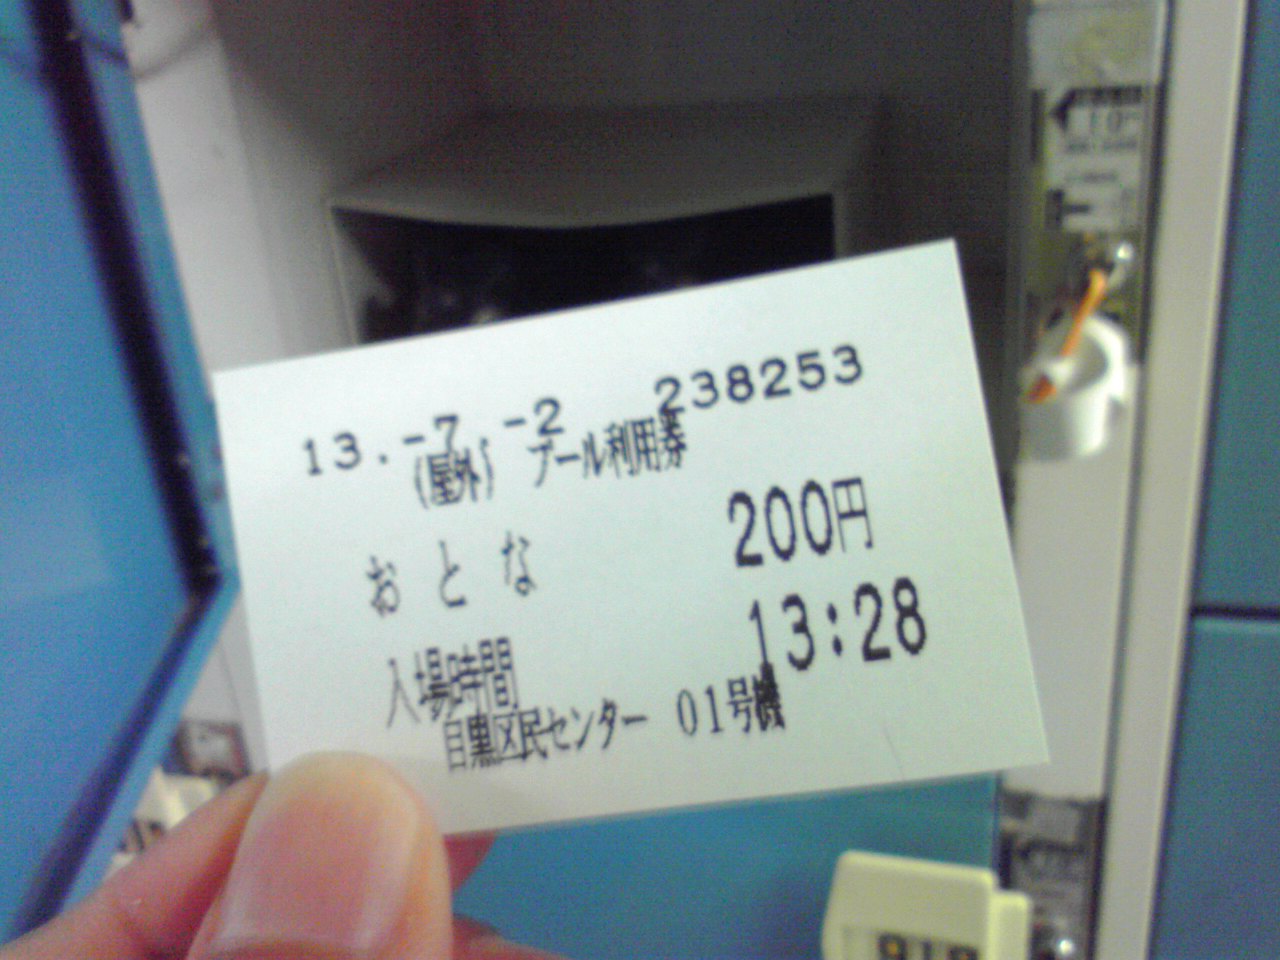 13.-7 -2 238253
(屋外) プール利用券
おとな 200円
入場時間 13:28
目黒区民センター 01号機